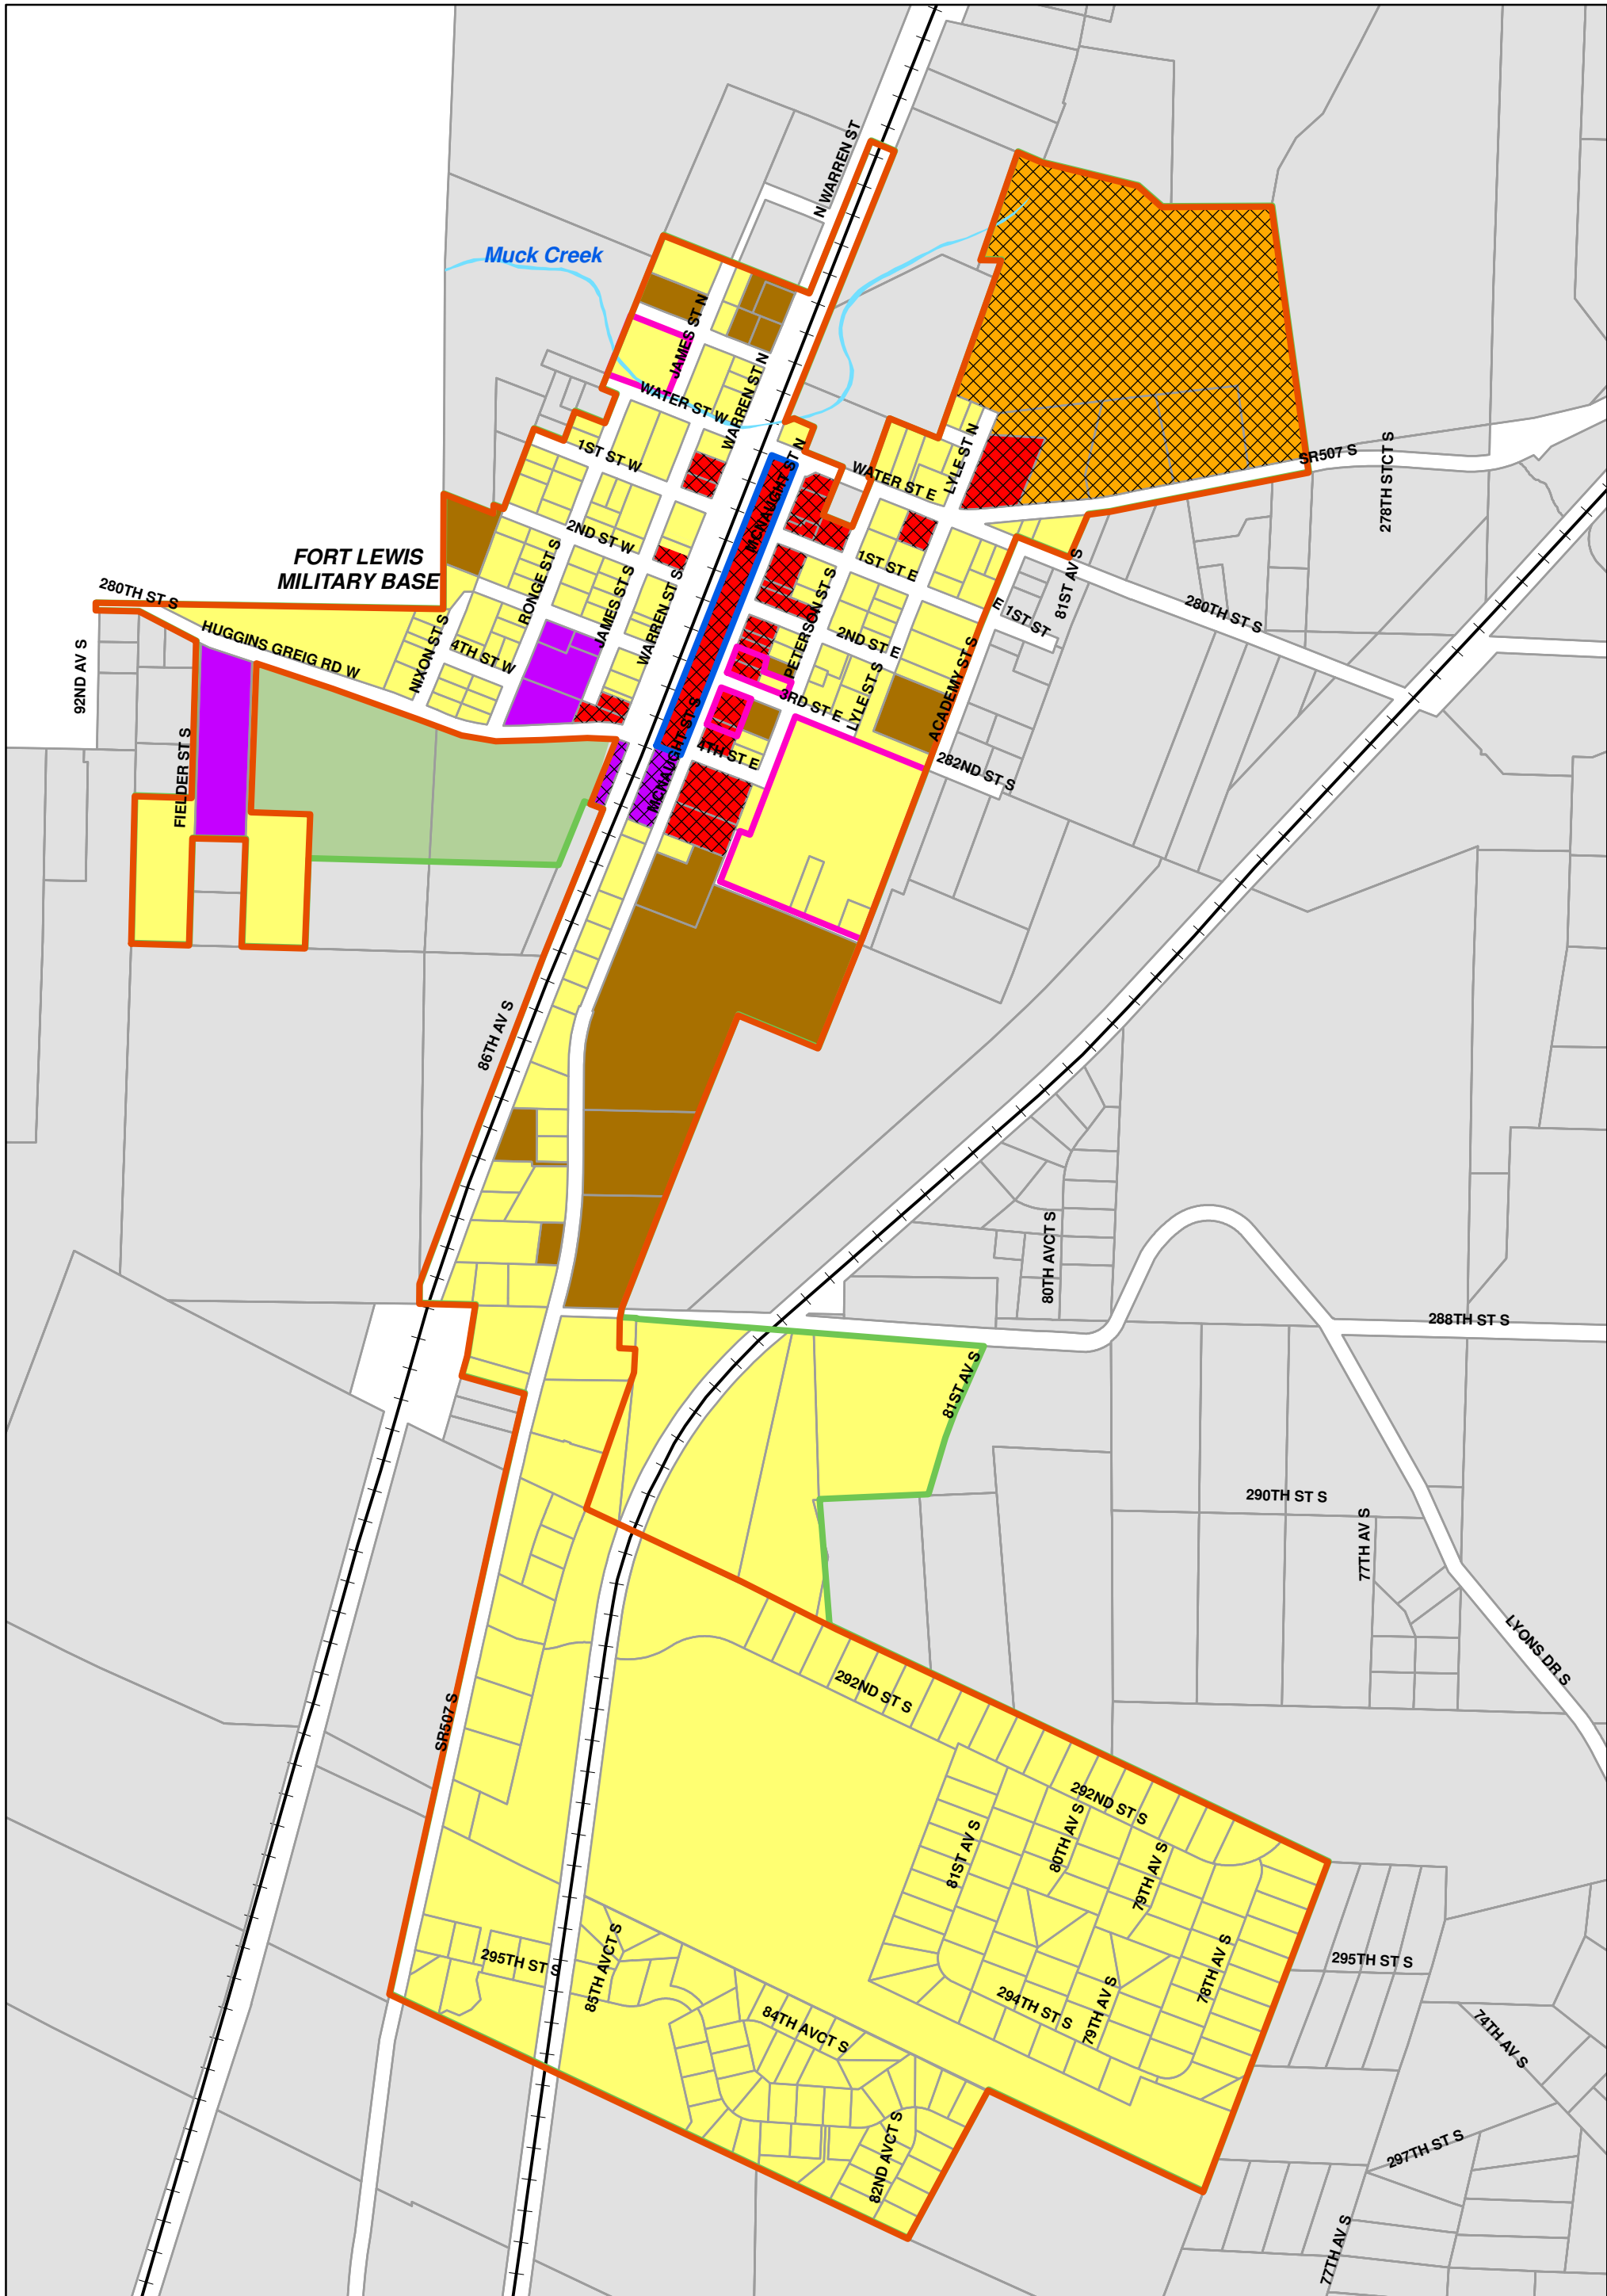 N WARREN ST
Muck Creek
JAMES ST N
WATER ST W
WARREN ST N
1ST ST W
MCNAUGHT ST N
WATER ST E
LYLE ST N
SR507 S
278TH STCT S
2ND ST W
FORT LEWIS
MILITARY BASE
280TH ST S
RONGE ST S
JAMES ST S
WARREN ST S
1ST ST E
PETERSON ST S
81ST AV S
E 1ST ST
280TH ST S
92ND AV S
HUGGINS GREIG RD W
NIXON ST S
4TH ST W
2ND ST E
3RD ST E
LYLE ST S
ACADEMY ST S
FIELDER ST S
MCNAUGHT ST S
4TH ST E
282ND ST S
86TH AV S
80TH AVCT S
288TH ST S
81ST AV S
290TH ST S
77TH AV S
LYONS DR S
292ND ST S
SR507 S
292ND ST S
81ST AV S
80TH AV S
79TH AV S
78TH AV S
295TH ST S
295TH ST S
85TH AVCT S
84TH AVCT S
294TH ST S
79TH AV S
74TH AV S
82ND AVCT S
297TH ST S
77TH AV S